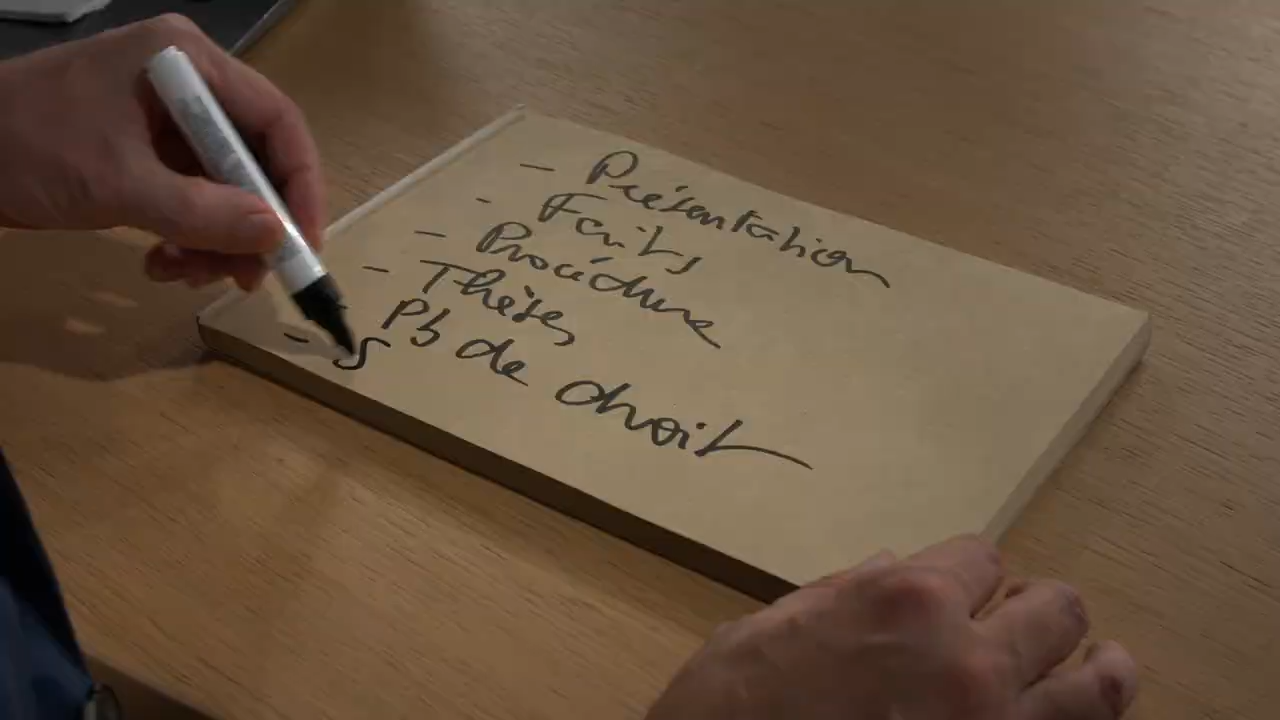 - Présentation
- Faits
- Procédure
- Thèses
- Pb de droit
- S